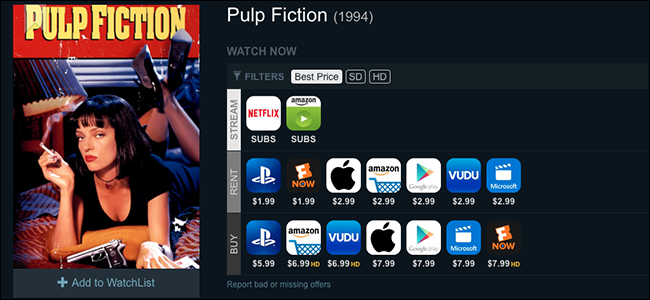 PULP FICTION
Pulp Fiction (1994)
WATCH NOW
FILTERS Best Price SD HD
STREAM
NETFLIX amazon
SUBS SUBS
RENT
NOW amazon Google play VUDU Microsoft
$1.99 $1.99 $2.99 $2.99 $2.99 $2.99 $2.99
BUY
amazon VUDU Google play Microsoft NOW
$5.99 $6.99 HD $6.99 HD $7.99 $7.99 $7.99 $7.99 HD
+ Add to WatchList
Report bad or missing offers